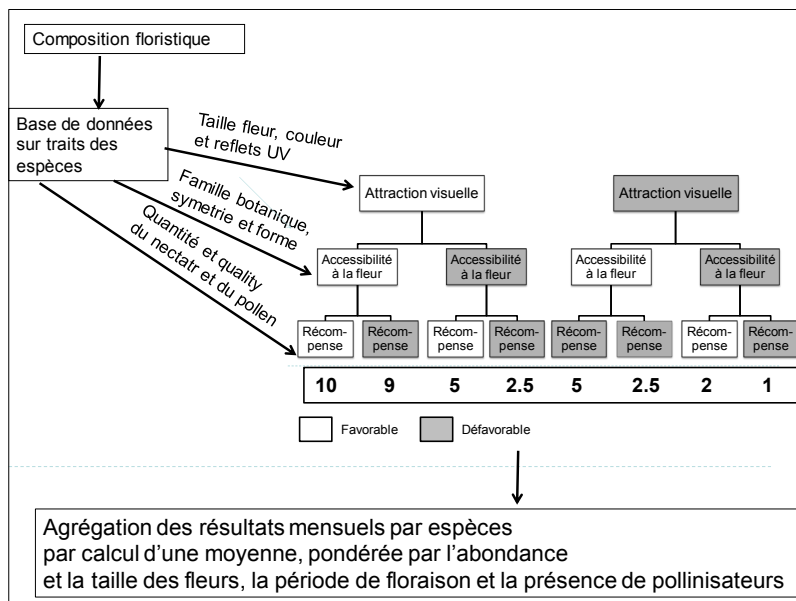 Composition floristique
Base de données
sur traits des
espèces
Taille fleur, couleur
et reflets UV
Famille botanique,
symetrie et forme
Quantité et quality
du nectatr et du pollen
Attraction visuelle
Attraction visuelle
Accessibilité
à la fleur
Accessibilité
à la fleur
Accessibilité
à la fleur
Accessibilité
à la fleur
Récom-
pense
Récom-
pense
Récom-
pense
Récom-
pense
Récom-
pense
Récom-
pense
Récom-
pense
Récom-
pense
10 9 5 2.5 5 2.5 2 1
Favorable
Défavorable
Agrégation des résultats mensuels par espèces
par calcul d'une moyenne, pondérée par l'abondance
et la taille des fleurs, la période de floraison et la présence de pollinisateurs